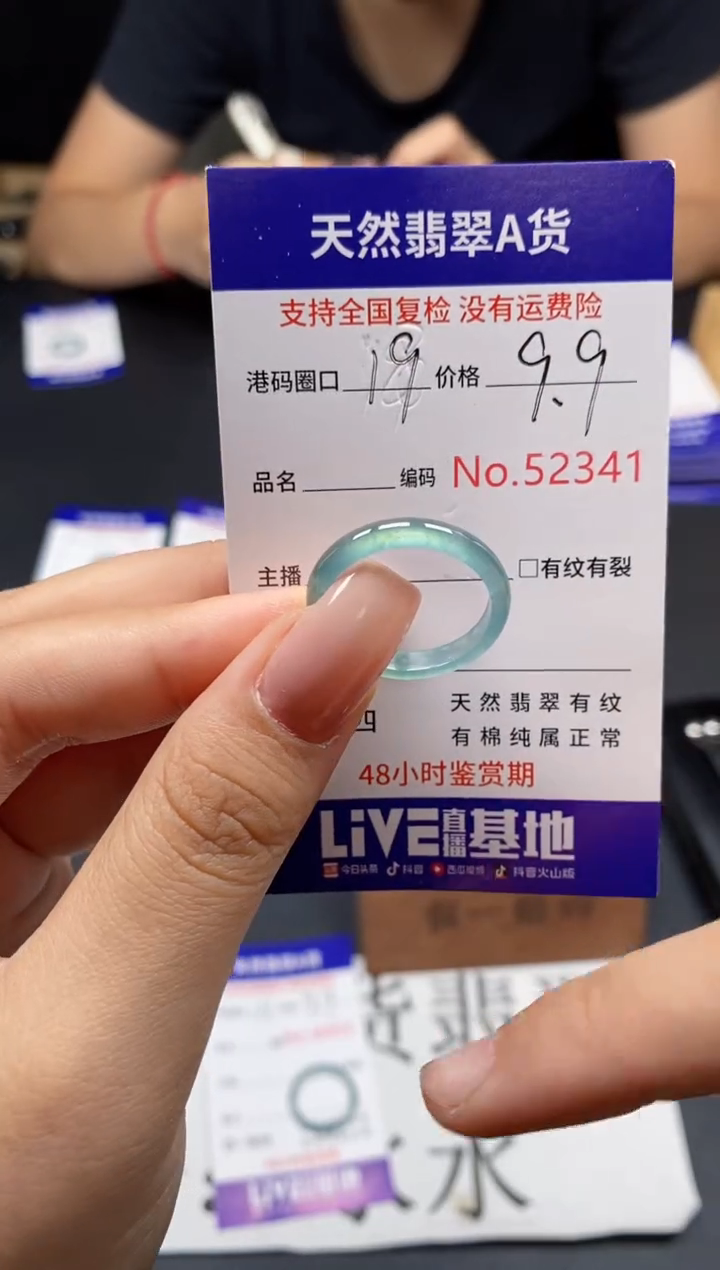 天然翡翠A货
支持全国复检 没有运费险
港码圈口 19 价格 9.9
品名 编码 No.52341
主播 □有纹有裂
四 天然翡翠有纹
有棉纯属正常
48小时鉴赏期
LiVE直播基地
今日头条 抖音 西瓜视频 抖音火山版
翡
水